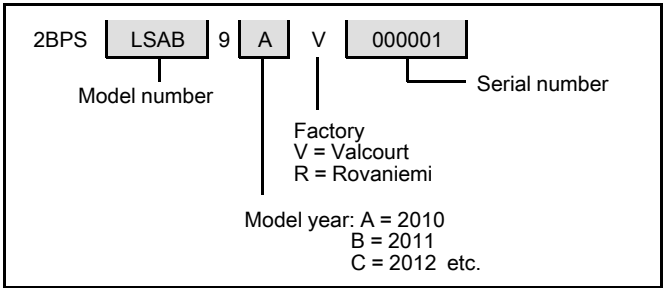 2BPS LSAB 9 A V 000001
Model number
Serial number
Factory
V = Valcourt
R = Rovaniemi
Model year: A = 2010
B = 2011
C = 2012 etc.